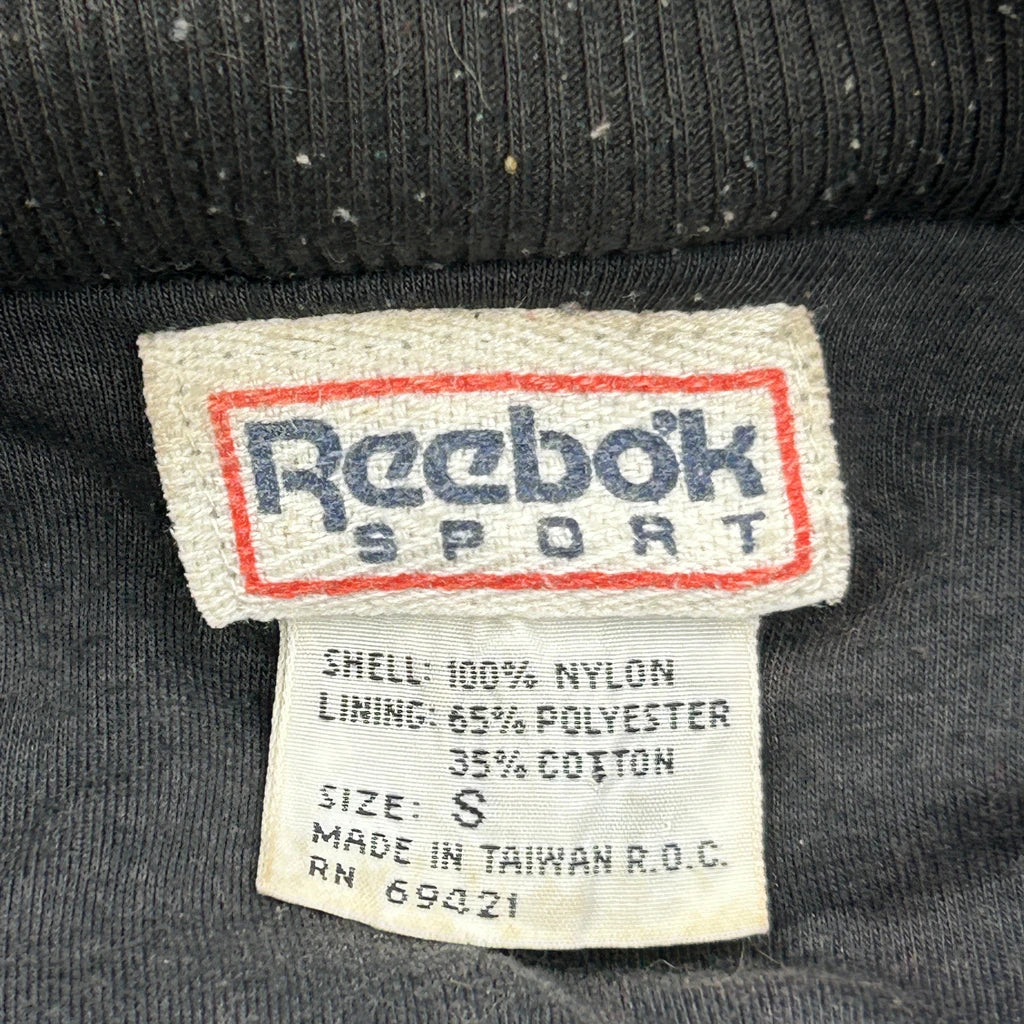 Reebok
SPORT
SHELL: 100% NYLON
LINING: 65% POLYESTER
35% COTTON
SIZE: S
MADE IN TAIWAN R.O.C.
RN 69421